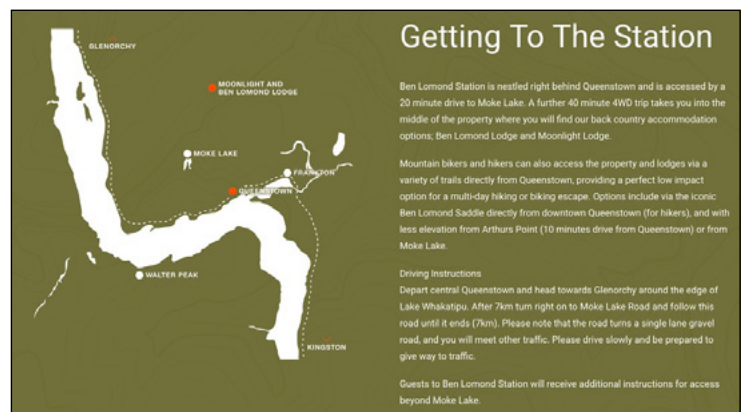 Getting To The Station
GLENORCHY
MOONLIGHT AND
BEN LOMOND LODGE
MOKE LAKE
FRANKTON
QUEENSTOWN
WALTER PEAK
KINGSTON
Ben Lomond Station is nestled right behind Queenstown and is accessed by a
20 minute drive to Moke Lake. A further 40 minute 4WD trip takes you into the
middle of the property where you will find our back country accommodation
options; Ben Lomond Lodge and Moonlight Lodge.
Mountain bikers and hikers can also access the property and lodges via a
variety of trails directly from Queenstown, providing a perfect low impact
option for a multi-day hiking or biking escape. Options include via the iconic
Ben Lomond Saddle directly from downtown Queenstown (for hikers), and with
less elevation from Arthurs Point (10 minutes drive from Queenstown) or from
Moke Lake.
Driving Instructions
Depart central Queenstown and head towards Glenorchy around the edge of
Lake Whakatipu. After 7km turn right on to Moke Lake Road and follow this
road until it ends (7km). Please note that the road turns a single lane gravel
road, and you will meet other traffic. Please drive slowly and be prepared to
give way to traffic.
Guests to Ben Lomond Station will receive additional instructions for access
beyond Moke Lake.